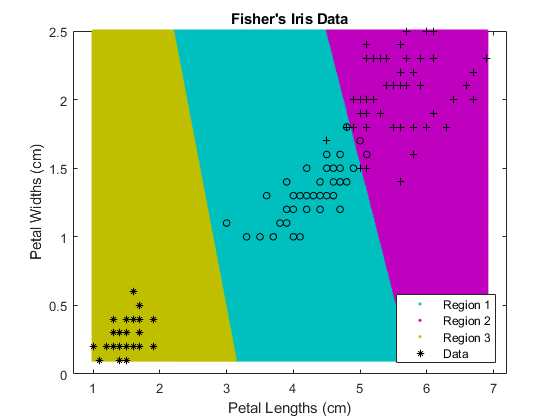 Fisher's Iris Data
2.5
2
1.5
1
0.5
0
Petal Widths (cm)
Region 1
Region 2
Region 3
Data
1 2 3 4 5 6 7
Petal Lengths (cm)